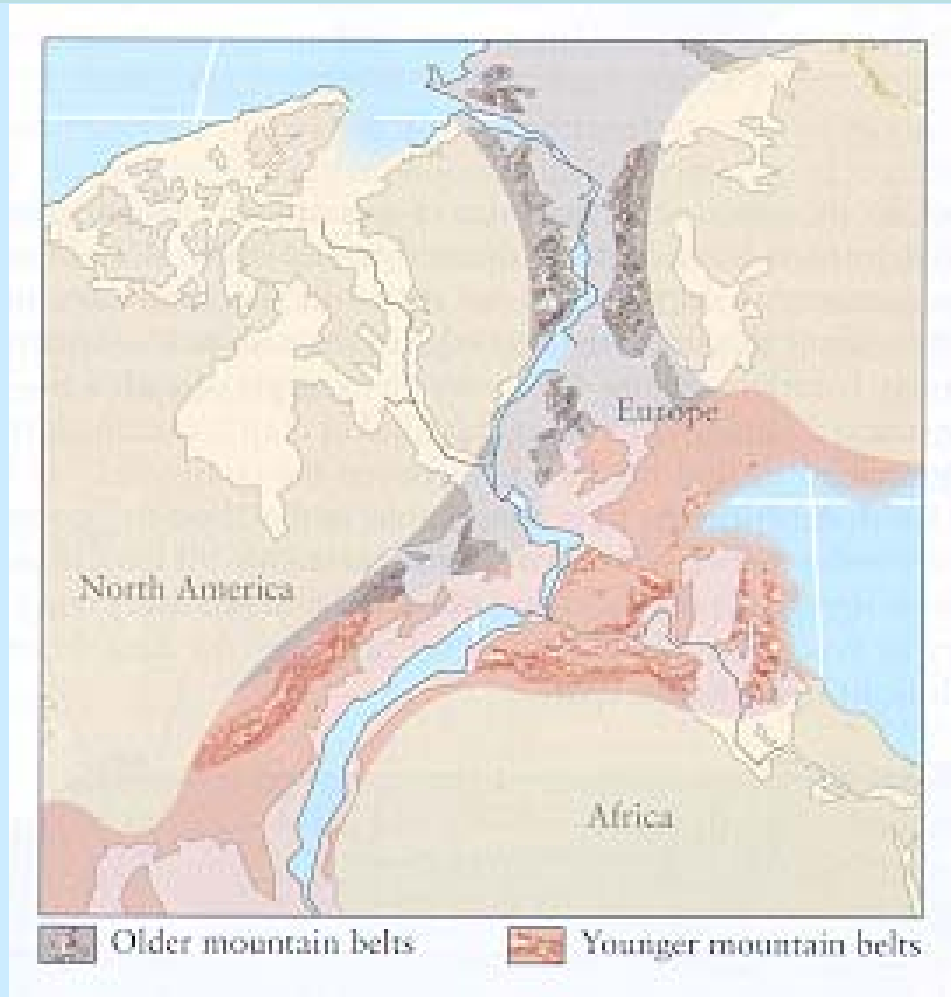 Europe
North America
Africa
Older mountain belts
Younger mountain belts